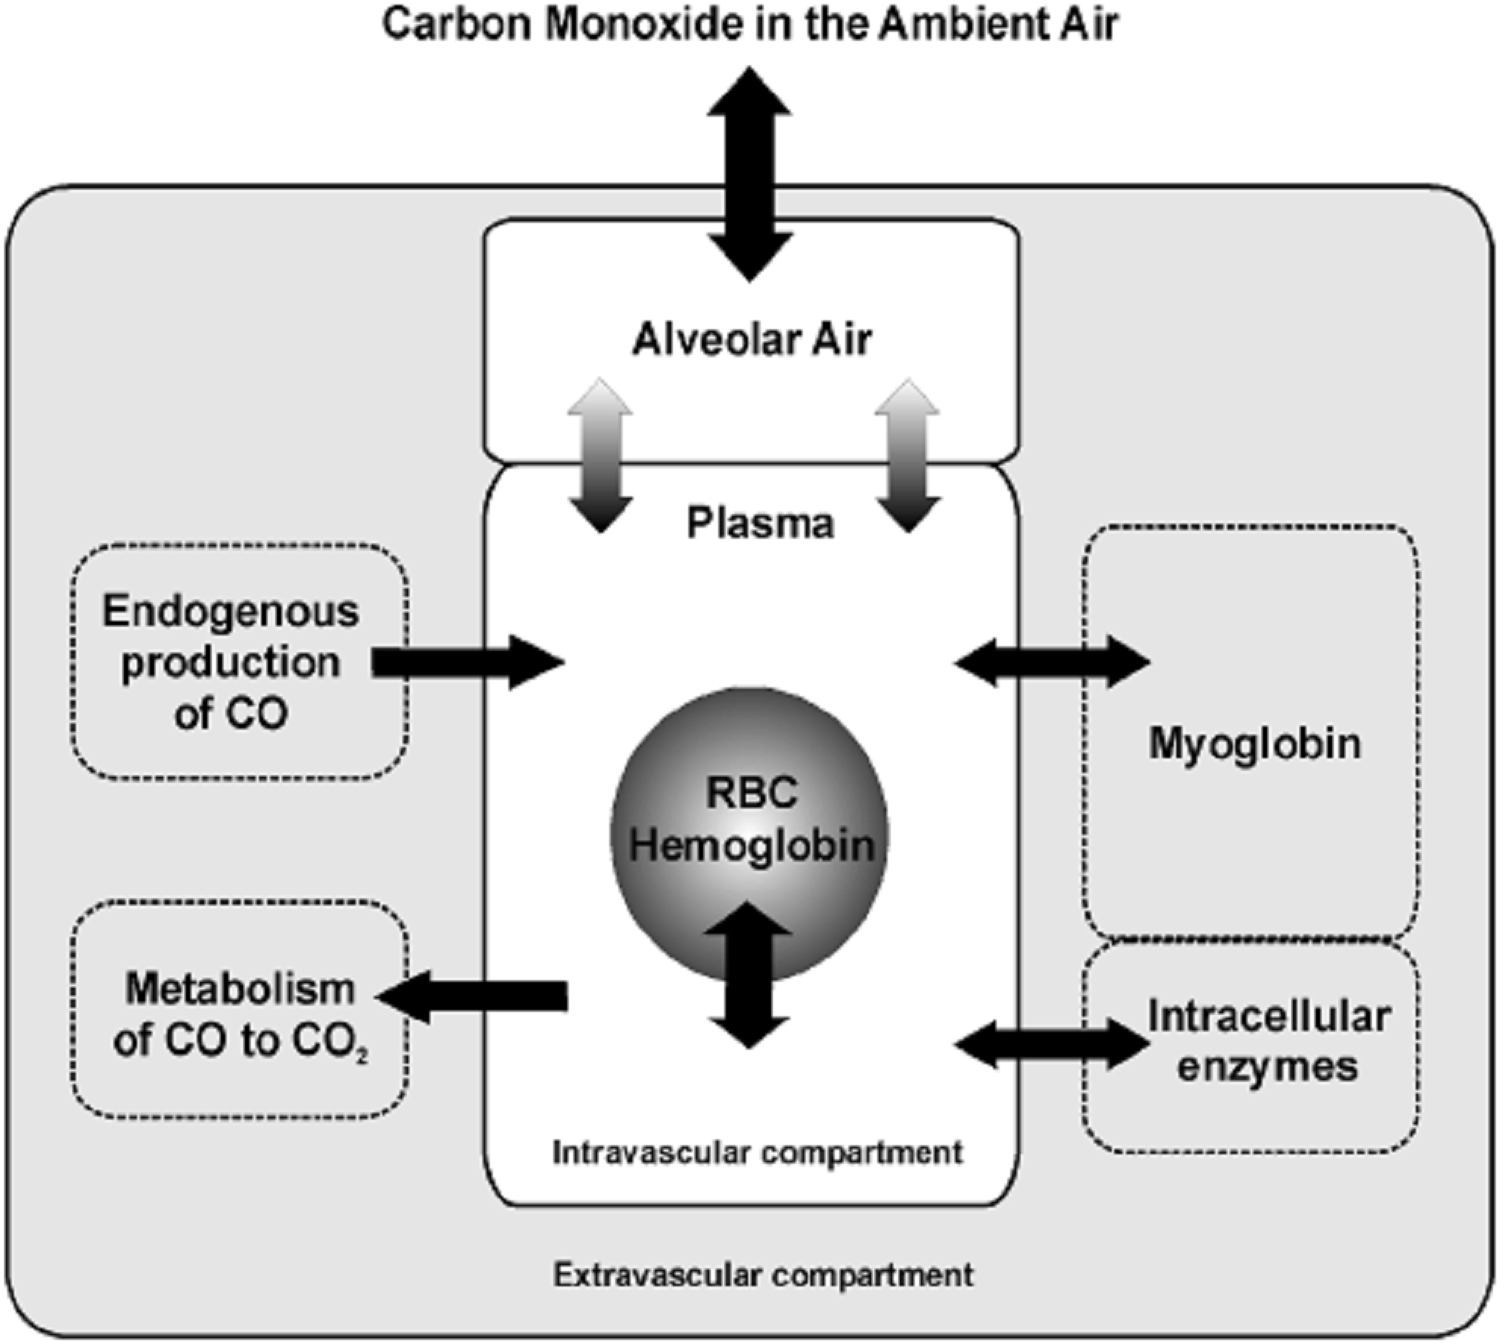 Carbon Monoxide in the Ambient Air
Alveolar Air
Plasma
Endogenous
production
of CO
Myoglobin
RBC
Hemoglobin
Metabolism
of CO to CO₂
Intracellular
enzymes
Intravascular compartment
Extravascular compartment